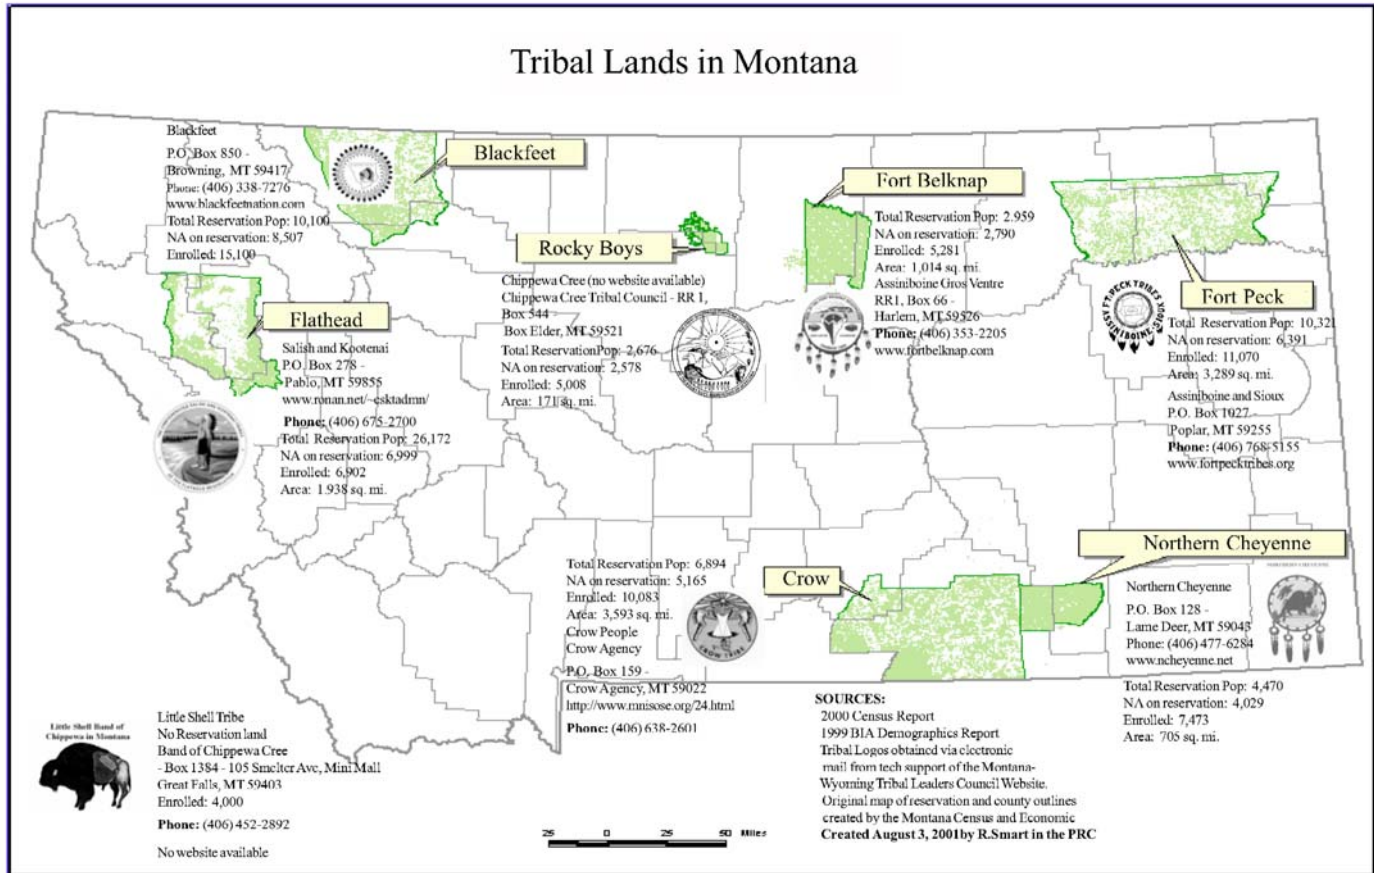 Tribal Lands in Montana
Blackfeet
P.O. Box 850 -
Browning, MT 59417
Phone: (406) 338-7276
www.blackfeetnation.com
Total Reservation Pop: 10,100
NA on reservation: 8,507
Enrolled: 15,100
Blackfeet
Flathead
Salish and Kootenai
P.O. Box 278 -
Pablo, MT 59855
www.ronan.net/~csktadmn/
Phone: (406) 675-2700
Total Reservation Pop: 26,172
NA on reservation: 6,999
Enrolled: 6,902
Area: 1.938 sq. mi.
Rocky Boys
Chippewa Cree (no website available)
Chippewa Cree Tribal Council - RR 1,
Box 544 -
Box Elder, MT 59521
Total Reservation Pop: 2,676
NA on reservation: 2,578
Enrolled: 5,008
Area: 171 sq. mi.
Fort Belknap
Total Reservation Pop: 2.959
NA on reservation: 2,790
Enrolled: 5,281
Area: 1,014 sq. mi.
Assiniboine Gros Ventre
RR1, Box 66 -
Harlem, MT 59526
Phone: (406) 353-2205
www.fortbelknap.com
Fort Peck
FT. PECK TRIBES
ASSINIBOINE SIOUX
Total Reservation Pop: 10,321
NA on reservation: 6,391
Enrolled: 11,070
Area: 3,289 sq. mi.
Assiniboine and Sioux
P.O. Box 1027 -
Poplar, MT 59255
Phone: (406) 768-5155
www.fortpecktribes.org
Total Reservation Pop: 6,894
NA on reservation: 5,165
Enrolled: 10,083
Area: 3,593 sq. mi.
Crow People
Crow Agency
P.O. Box 159 -
Crow Agency, MT 59022
http://www.mnisose.org/24.html
Phone: (406) 638-2601
CROW TRIBE
Crow
Northern Cheyenne
Northern Cheyenne
P.O. Box 128 -
Lame Deer, MT 59043
Phone: (406) 477-6284
www.ncheyenne.net
Total Reservation Pop: 4,470
NA on reservation: 4,029
Enrolled: 7,473
Area: 705 sq. mi.
NORTHERN CHEYENNE
Little Shell Band of
Chippewa in Montana
Little Shell Tribe
No Reservation land
Band of Chippewa Cree
- Box 1384 - 105 Smelter Ave, Mini Mall
Great Falls, MT 59403
Enrolled: 4,000
Phone: (406) 452-2892
No website available
25 0 25 50 Miles
SOURCES:
2000 Census Report
1999 BIA Demographics Report
Tribal Logos obtained via electronic
mail from tech support of the Montana-
Wyoming Tribal Leaders Council Website.
Original map of reservation and county outlines
created by the Montana Census and Economic
Created August 3, 2001by R.Smart in the PRC